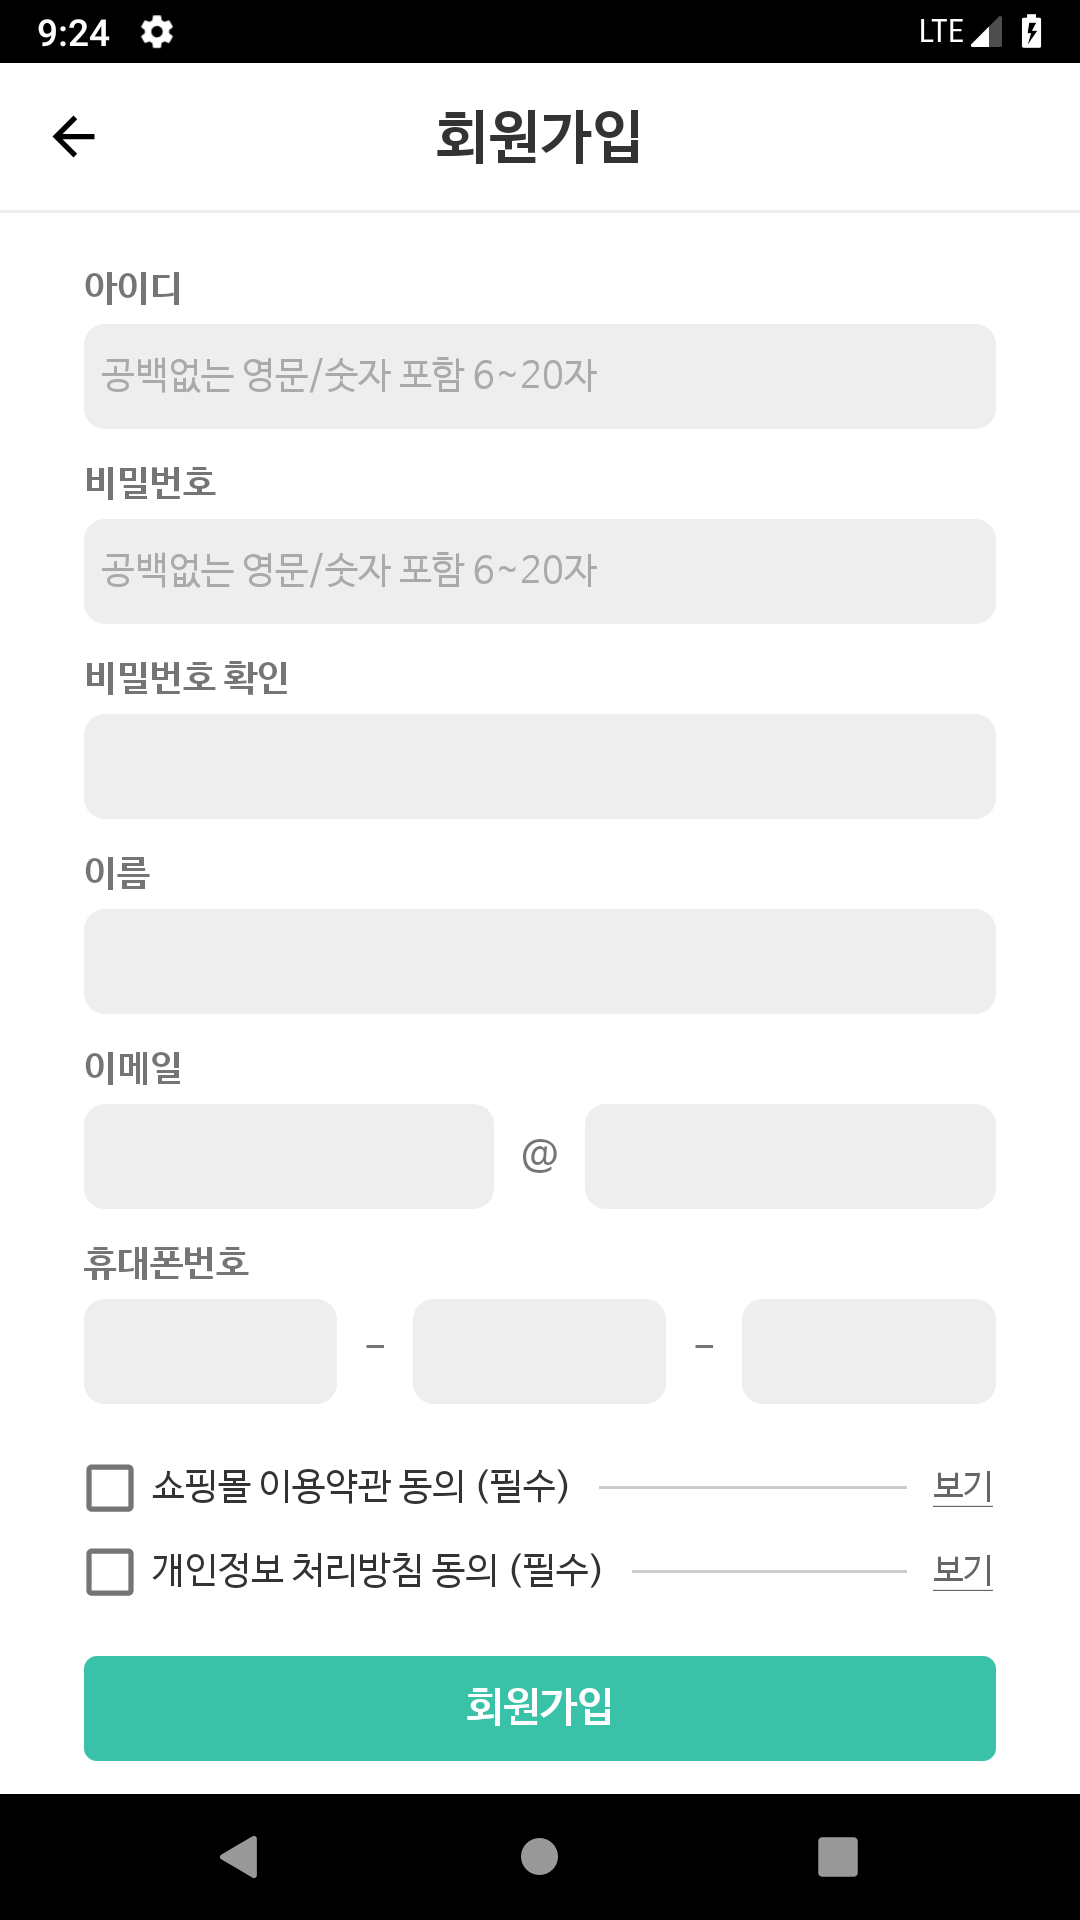 9:24 LTE
회원가입
아이디
공백없는 영문/숫자 포함 6~20자
비밀번호
공백없는 영문/숫자 포함 6~20자
비밀번호 확인
이름
이메일
@
휴대폰번호
- -
쇼핑몰 이용약관 동의 (필수) 보기
개인정보 처리방침 동의 (필수) 보기
회원가입